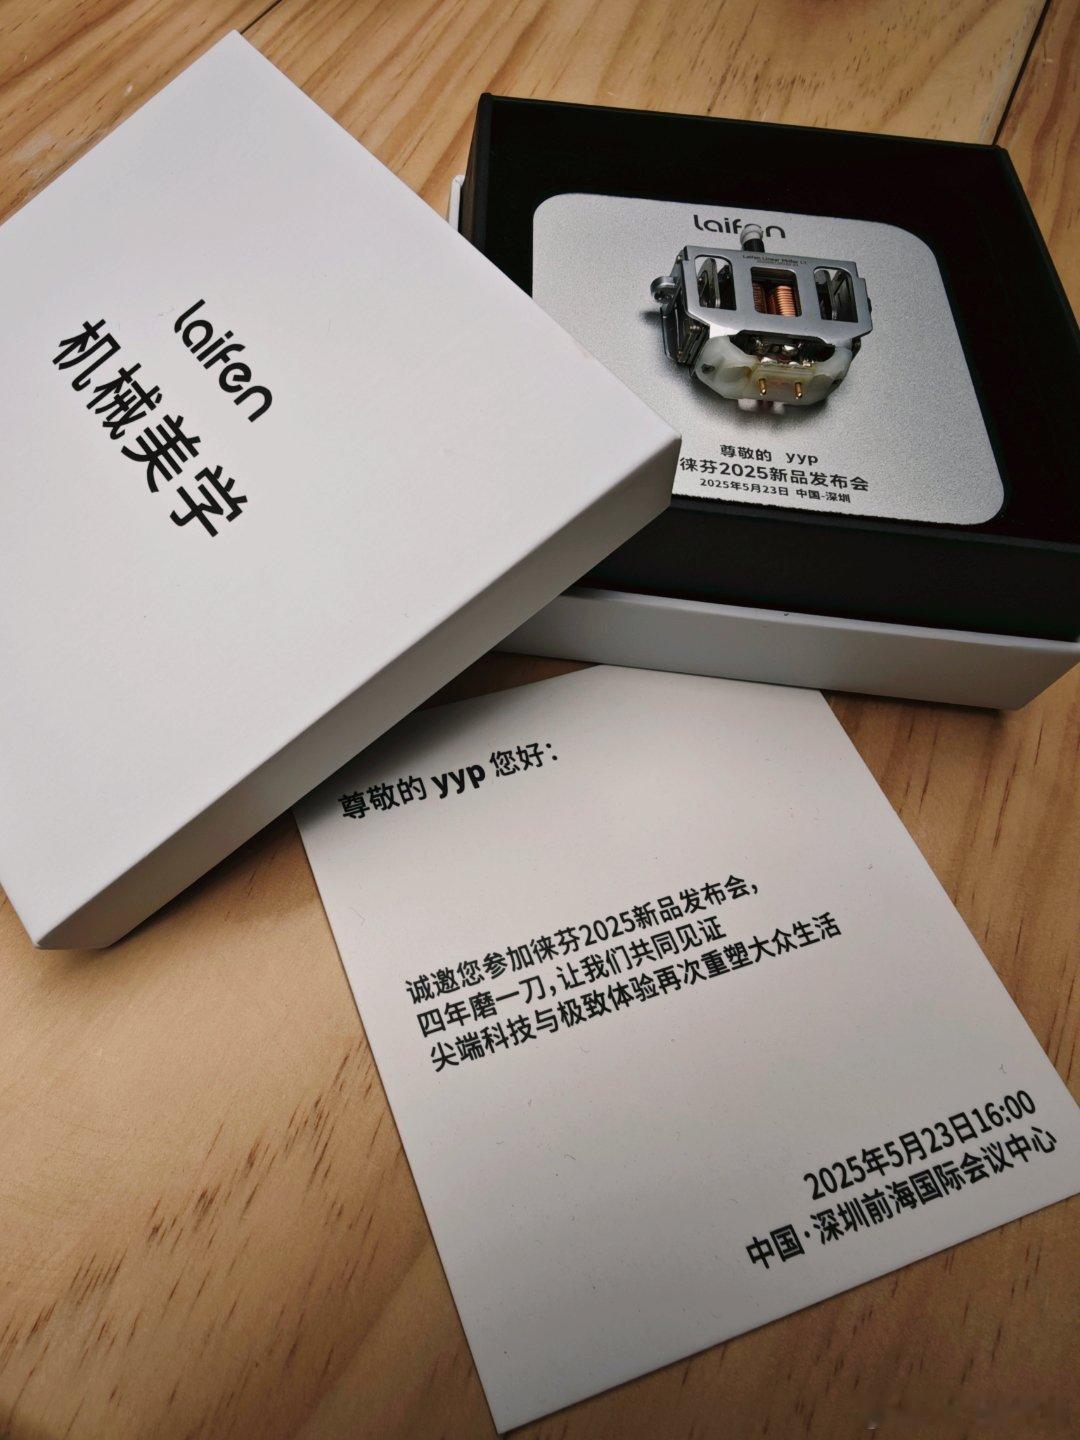 laifen
机械美学
laifen
尊敬的 yyp
徕芬2025新品发布会
2025年5月23日 中国-深圳
尊敬的 yyp 您好：
诚邀您参加徕芬2025新品发布会，
四年磨一刀，让我们共同见证
尖端科技与极致体验再次重塑大众生活
2025年5月23日16:00
中国·深圳前海国际会议中心